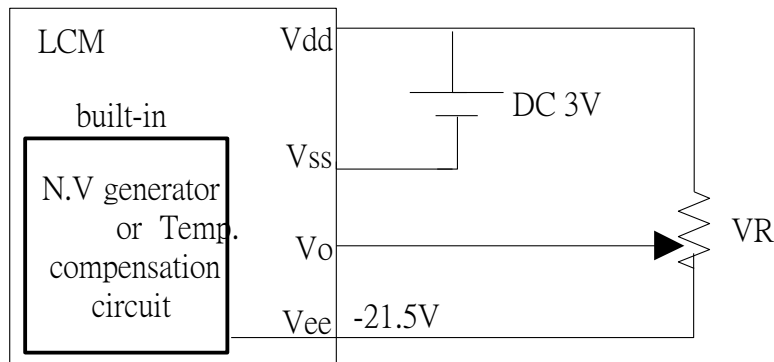 LCM
Vdd
DC 3V
built-in
Vss
N.V generator
or Temp.
compensation
circuit
Vo
VR
Vee
-21.5V